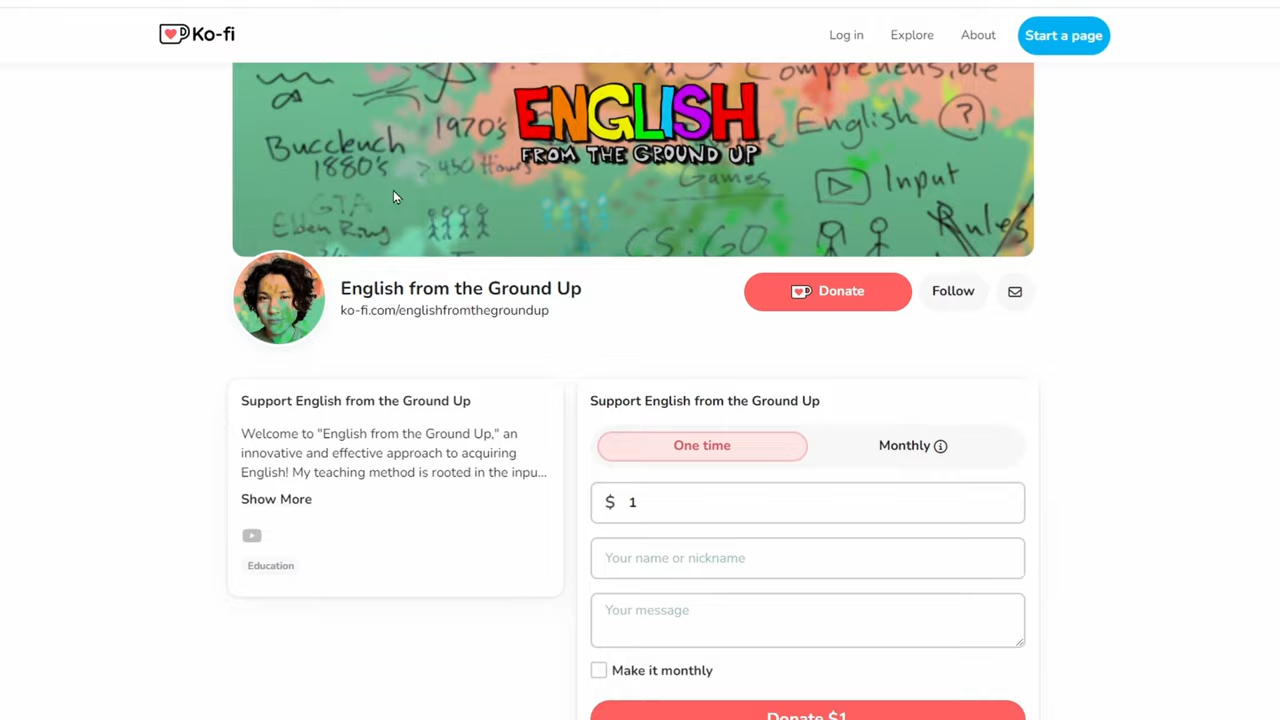 Ko-fi
Log in
Explore
About
Start a page
Comprehensible
1970's
ENGLISH
English ?
Buccleuch
FROM THE GROUND UP
1880's
> 450 Hours
Games
Input
GTA
Elden Ring
CS:GO
Rules
English from the Ground Up
ko-fi.com/englishfromthegroundup
Donate
Follow
Support English from the Ground Up
Welcome to "English from the Ground Up," an
innovative and effective approach to acquiring
English! My teaching method is rooted in the inpu...
Show More
Education
Support English from the Ground Up
One time
Monthly
$ 1
Your name or nickname
Your message
Make it monthly
Donate $1